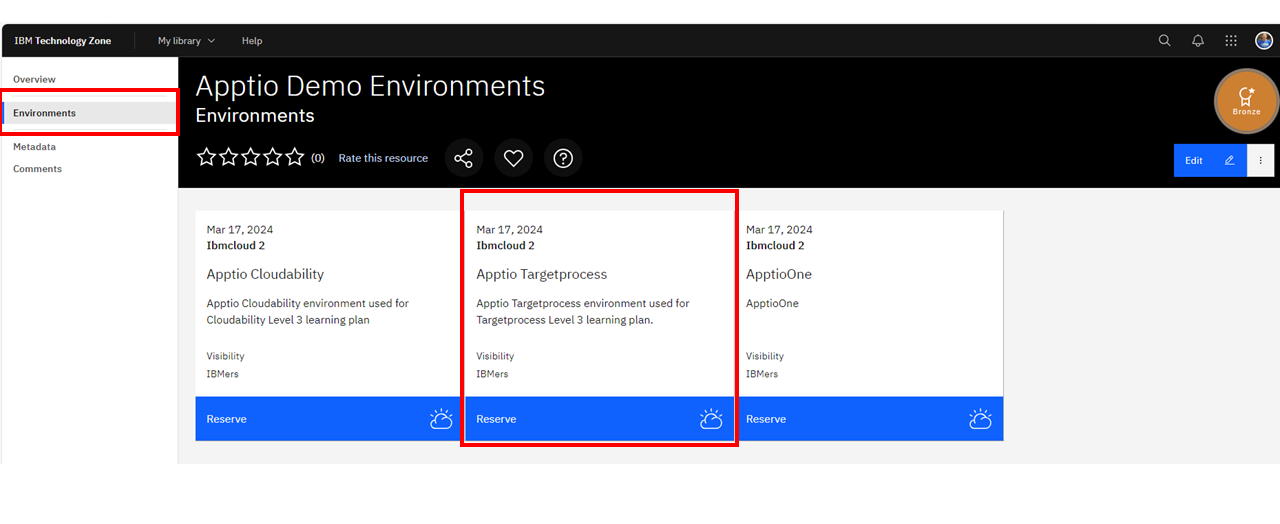 IBM Technology Zone My library Help
Overview
Environments
Metadata
Comments
Apptio Demo Environments
Environments
(0) Rate this resource
Bronze
Edit
Mar 17, 2024
Ibmcloud 2
Apptio Cloudability
Apptio Cloudability environment used for
Cloudability Level 3 learning plan
Visibility
IBMers
Reserve
Mar 17, 2024
Ibmcloud 2
Apptio Targetprocess
Apptio Targetprocess environment used for
Targetprocess Level 3 learning plan.
Visibility
IBMers
Reserve
Mar 17, 2024
Ibmcloud 2
ApptioOne
ApptioOne
Visibility
IBMers
Reserve